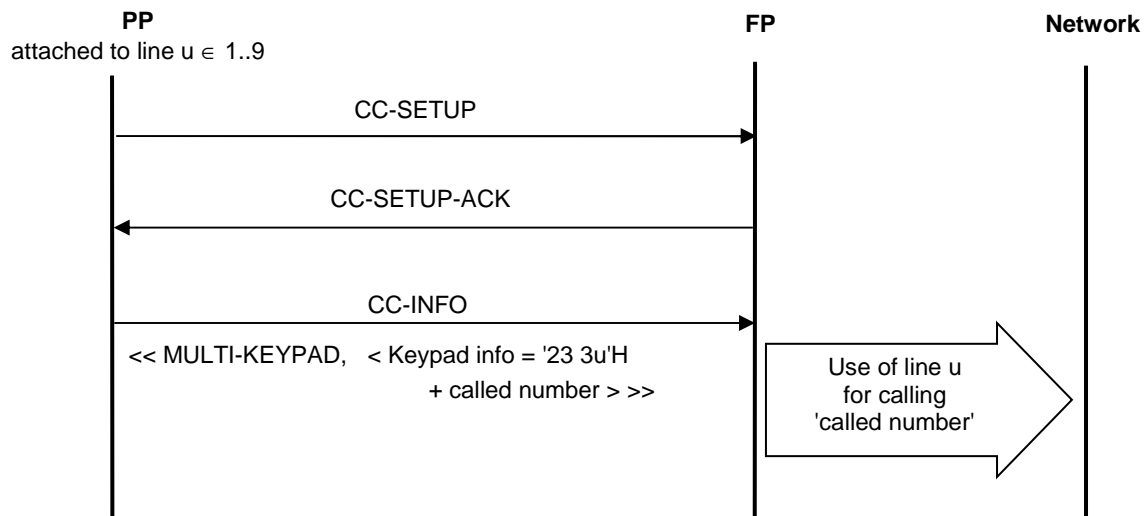 PP
attached to line u ∈ 1..9
FP
Network
CC-SETUP
CC-SETUP-ACK
CC-INFO
<< MULTI-KEYPAD, < Keypad info = '23 3u'H
+ called number > >>
Use of line u
for calling
'called number'